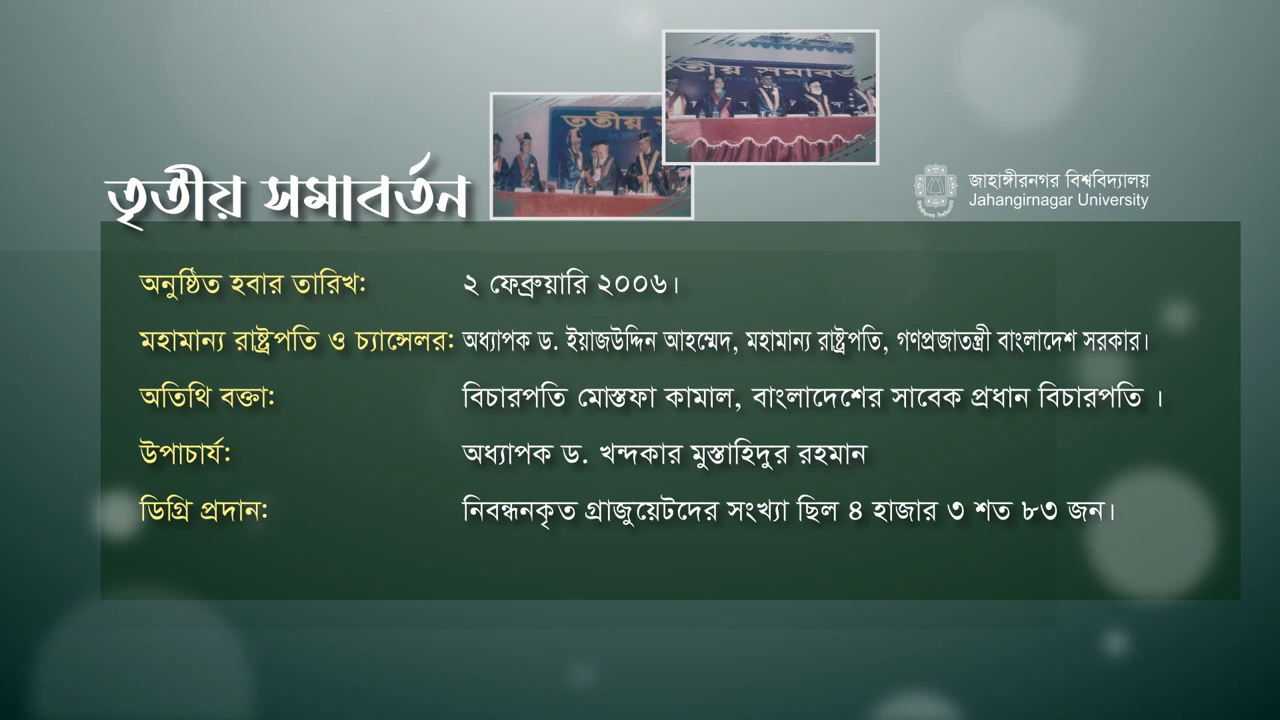 তৃতীয় সমাবর্ত
তৃতীয়
তৃতীয় সমাবর্তন
জাহাঙ্গীরনগর বিশ্ববিদ্যালয়
Jahangirnagar University
অনুষ্ঠিত হবার তারিখ: ২ ফেব্রুয়ারি ২০০৬।
মহামান্য রাষ্ট্রপতি ও চ্যান্সেলর: অধ্যাপক ড. ইয়াজউদ্দিন আহম্মেদ, মহামান্য রাষ্ট্রপতি, গণপ্রজাতন্ত্রী বাংলাদেশ সরকার।
অতিথি বক্তা: বিচারপতি মোস্তফা কামাল, বাংলাদেশের সাবেক প্রধান বিচারপতি ।
উপাচার্য: অধ্যাপক ড. খন্দকার মুস্তাহিদুর রহমান
ডিগ্রি প্রদান: নিবন্ধনকৃত গ্রাজুয়েটদের সংখ্যা ছিল ৪ হাজার ৩ শত ৮৩ জন।